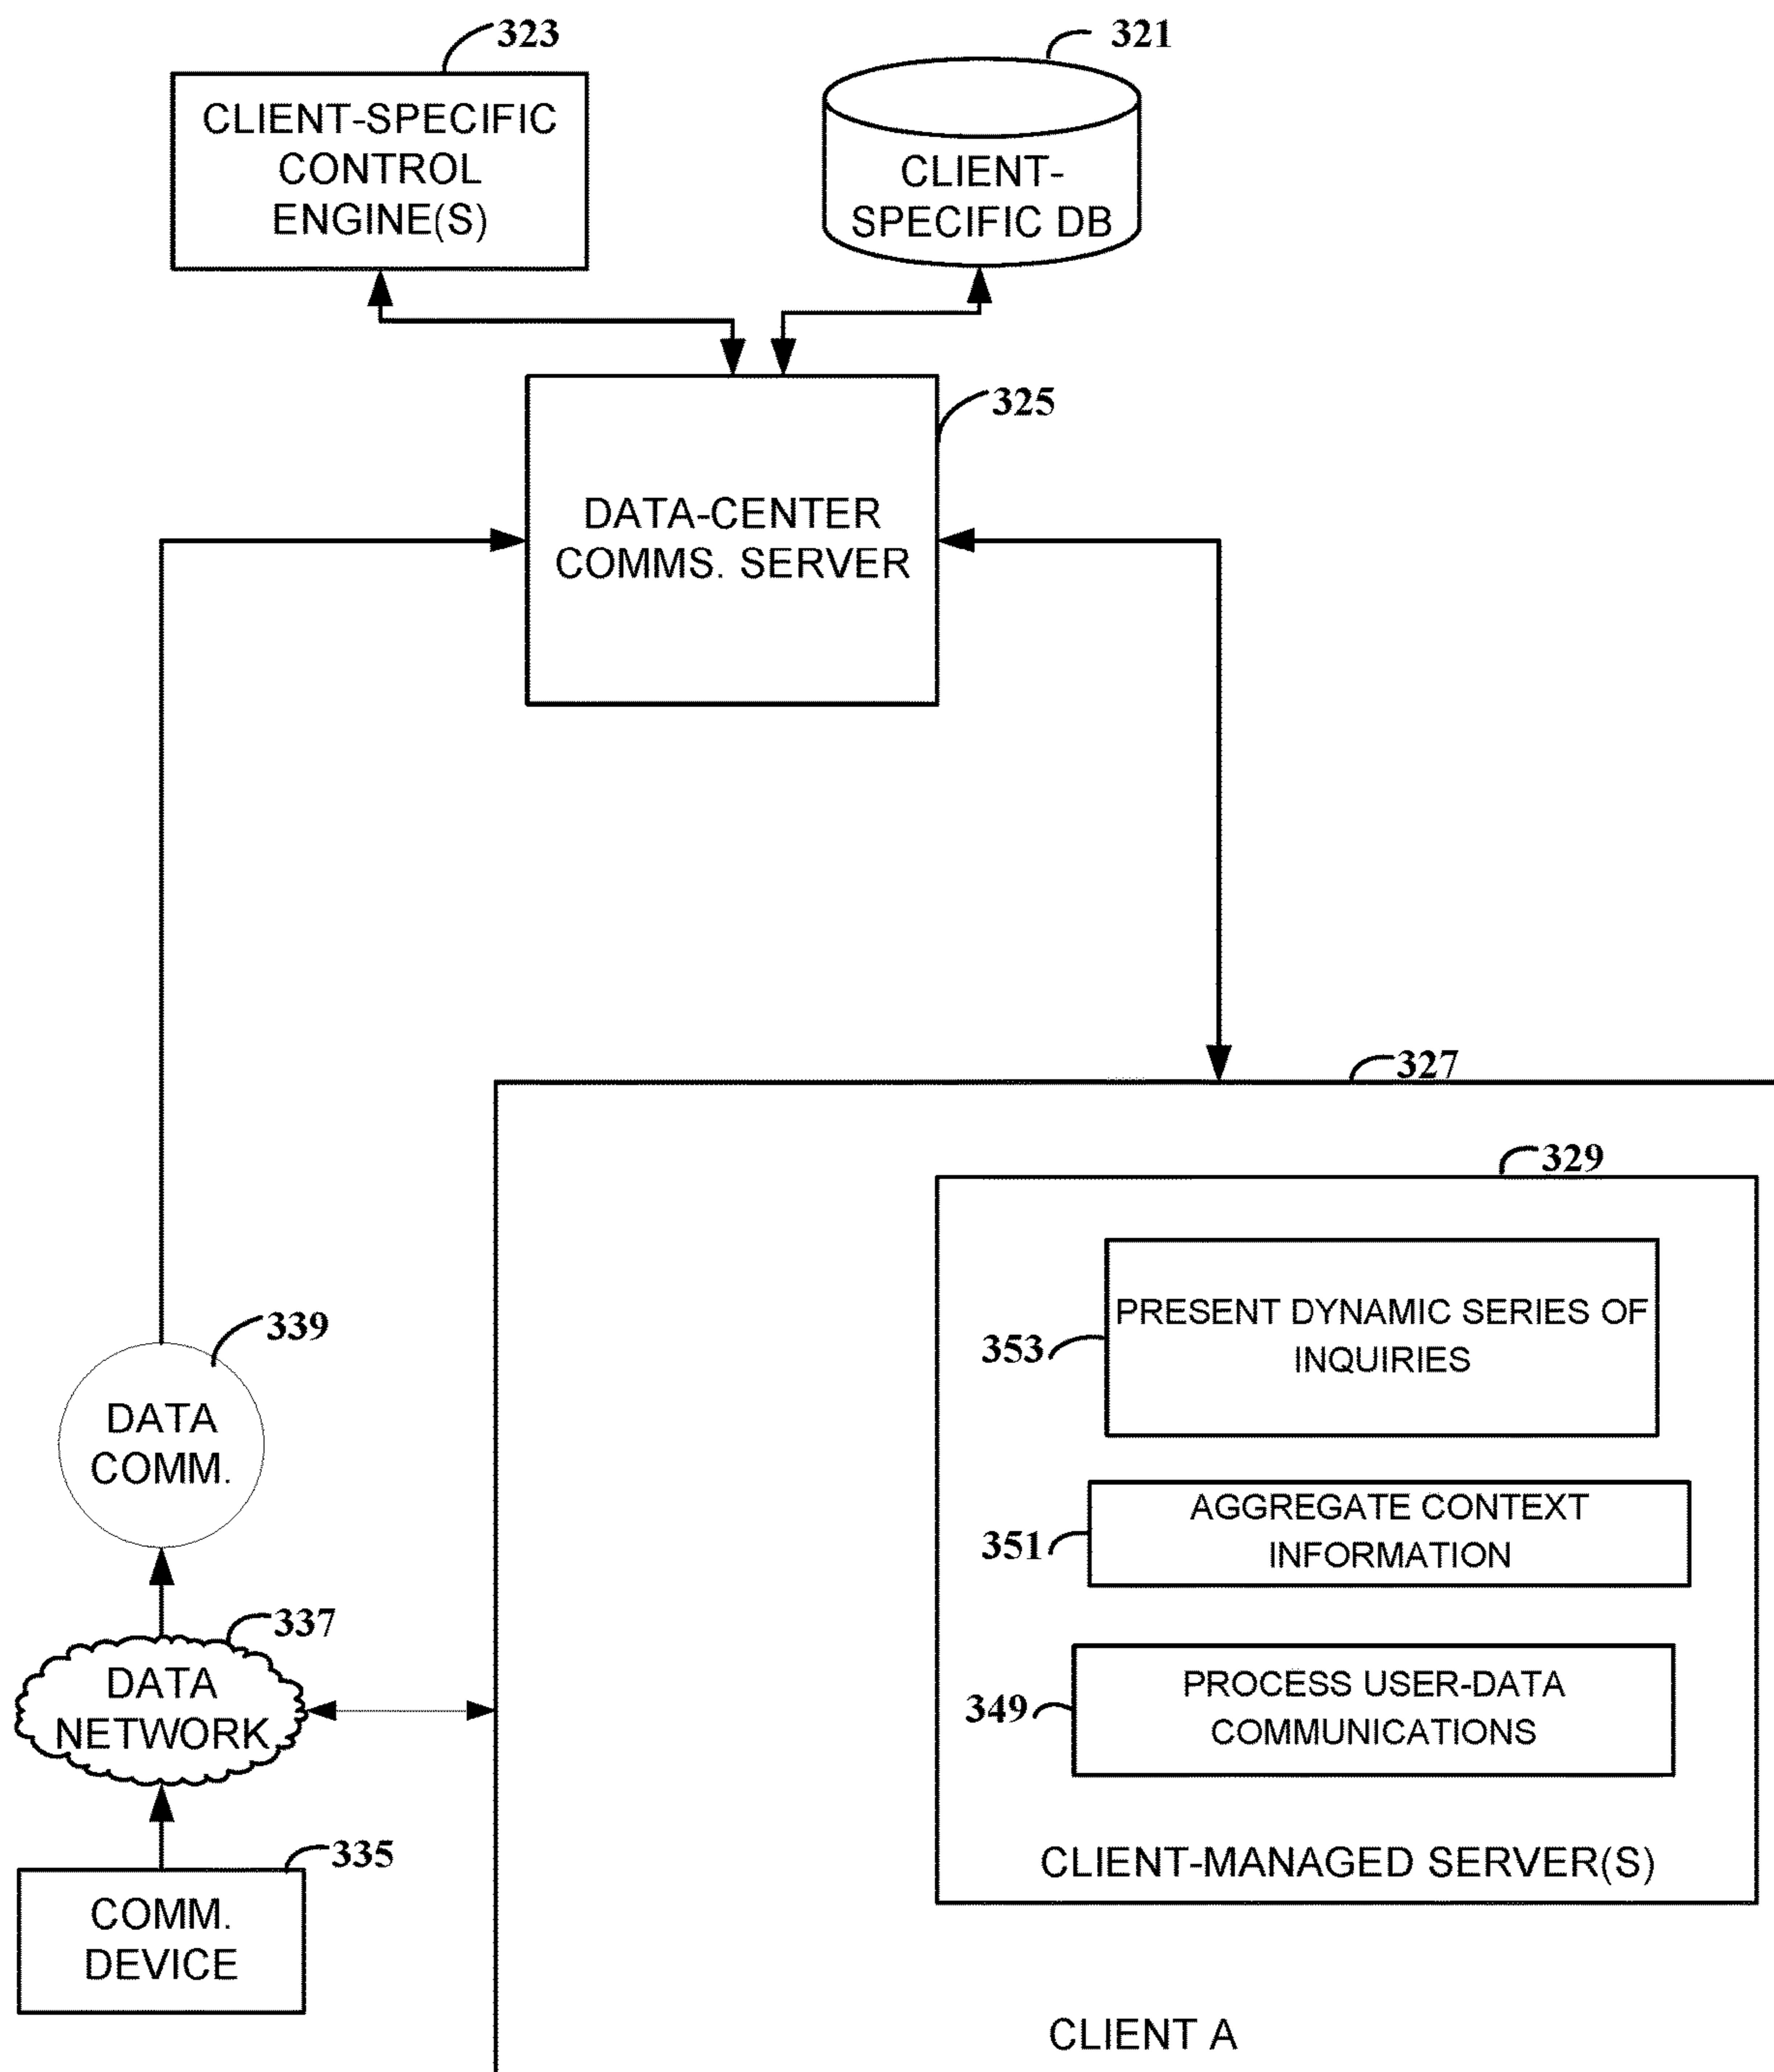 323
321
CLIENT-SPECIFIC
CONTROL
ENGINE(S)
CLIENT-
SPECIFIC DB
325
DATA-CENTER
COMMS. SERVER
327
329
353
PRESENT DYNAMIC SERIES OF
INQUIRIES
339
DATA
COMM.
351
AGGREGATE CONTEXT
INFORMATION
337
DATA
NETWORK
349
PROCESS USER-DATA
COMMUNICATIONS
335
COMM.
DEVICE
CLIENT-MANAGED SERVER(S)
CLIENT A